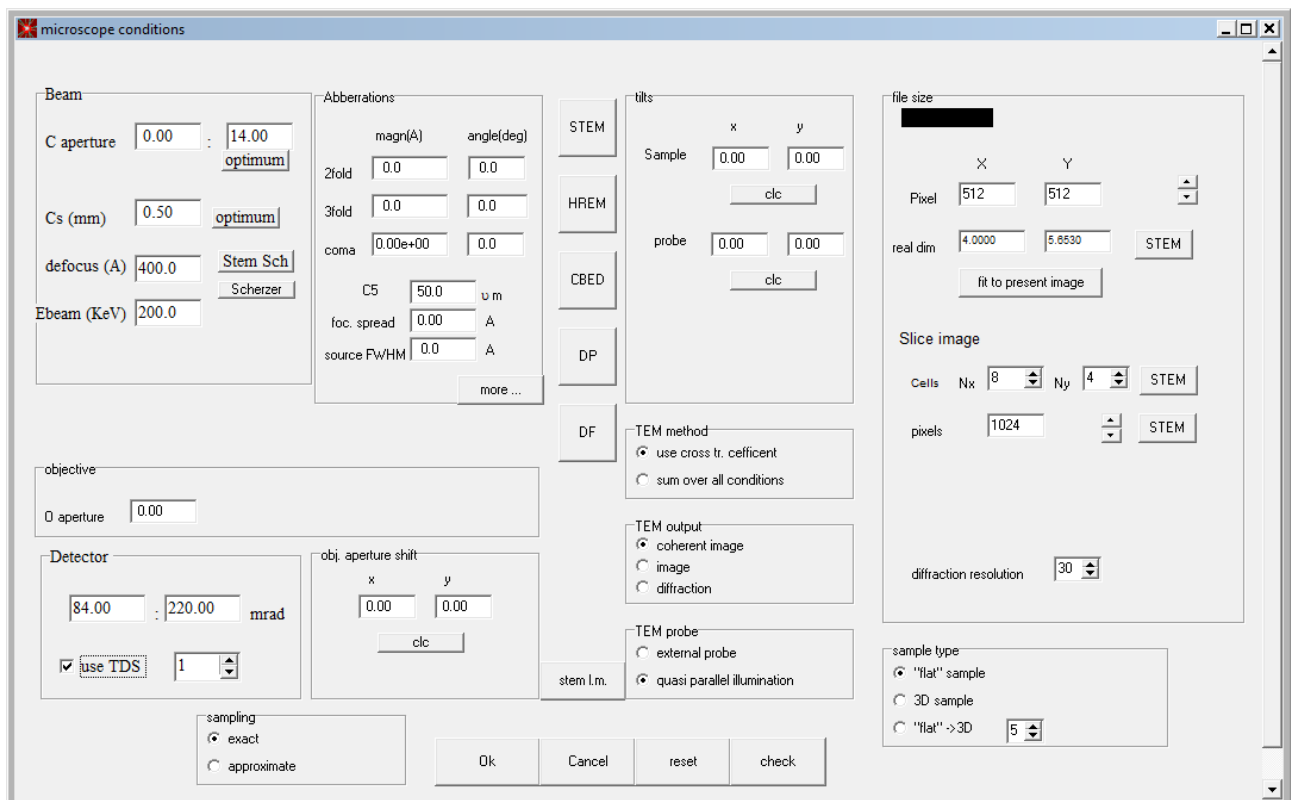 microscope conditions
Beam
C aperture 0.00 : 14.00
optimum
Cs (mm) 0.50 optimum
defocus (A) 400.0 Stem Sch
Scherzer
Ebeam (KeV) 200.0
Abberrations
magn(A) angle(deg)
2fold 0.0 0.0
3fold 0.0 0.0
coma 0.00e+00 0.0
C5 50.0 υ m
foc. spread 0.00 A
source FWHM 0.0 A
more ...
STEM
HREM
CBED
DP
DF
tilts
x y
Sample 0.00 0.00
clc
probe 0.00 0.00
clc
file size
X Y
Pixel 512 512
real dim 4.0000 5.6530 STEM
fit to present image
Slice image
Cells Nx 8 Ny 4 STEM
pixels 1024 STEM
diffraction resolution 30
TEM method
use cross tr. cefficent
sum over all conditions
objective
O aperture 0.00
TEM output
coherent image
image
diffraction
Detector
84.00 : 220.00 mrad
use TDS 1
obj. aperture shift
x y
0.00 0.00
clc
stem l.m.
TEM probe
external probe
quasi parallel illumination
sample type
"flat" sample
3D sample
"flat" ->3D 5
sampling
exact
approximate
Ok Cancel reset check